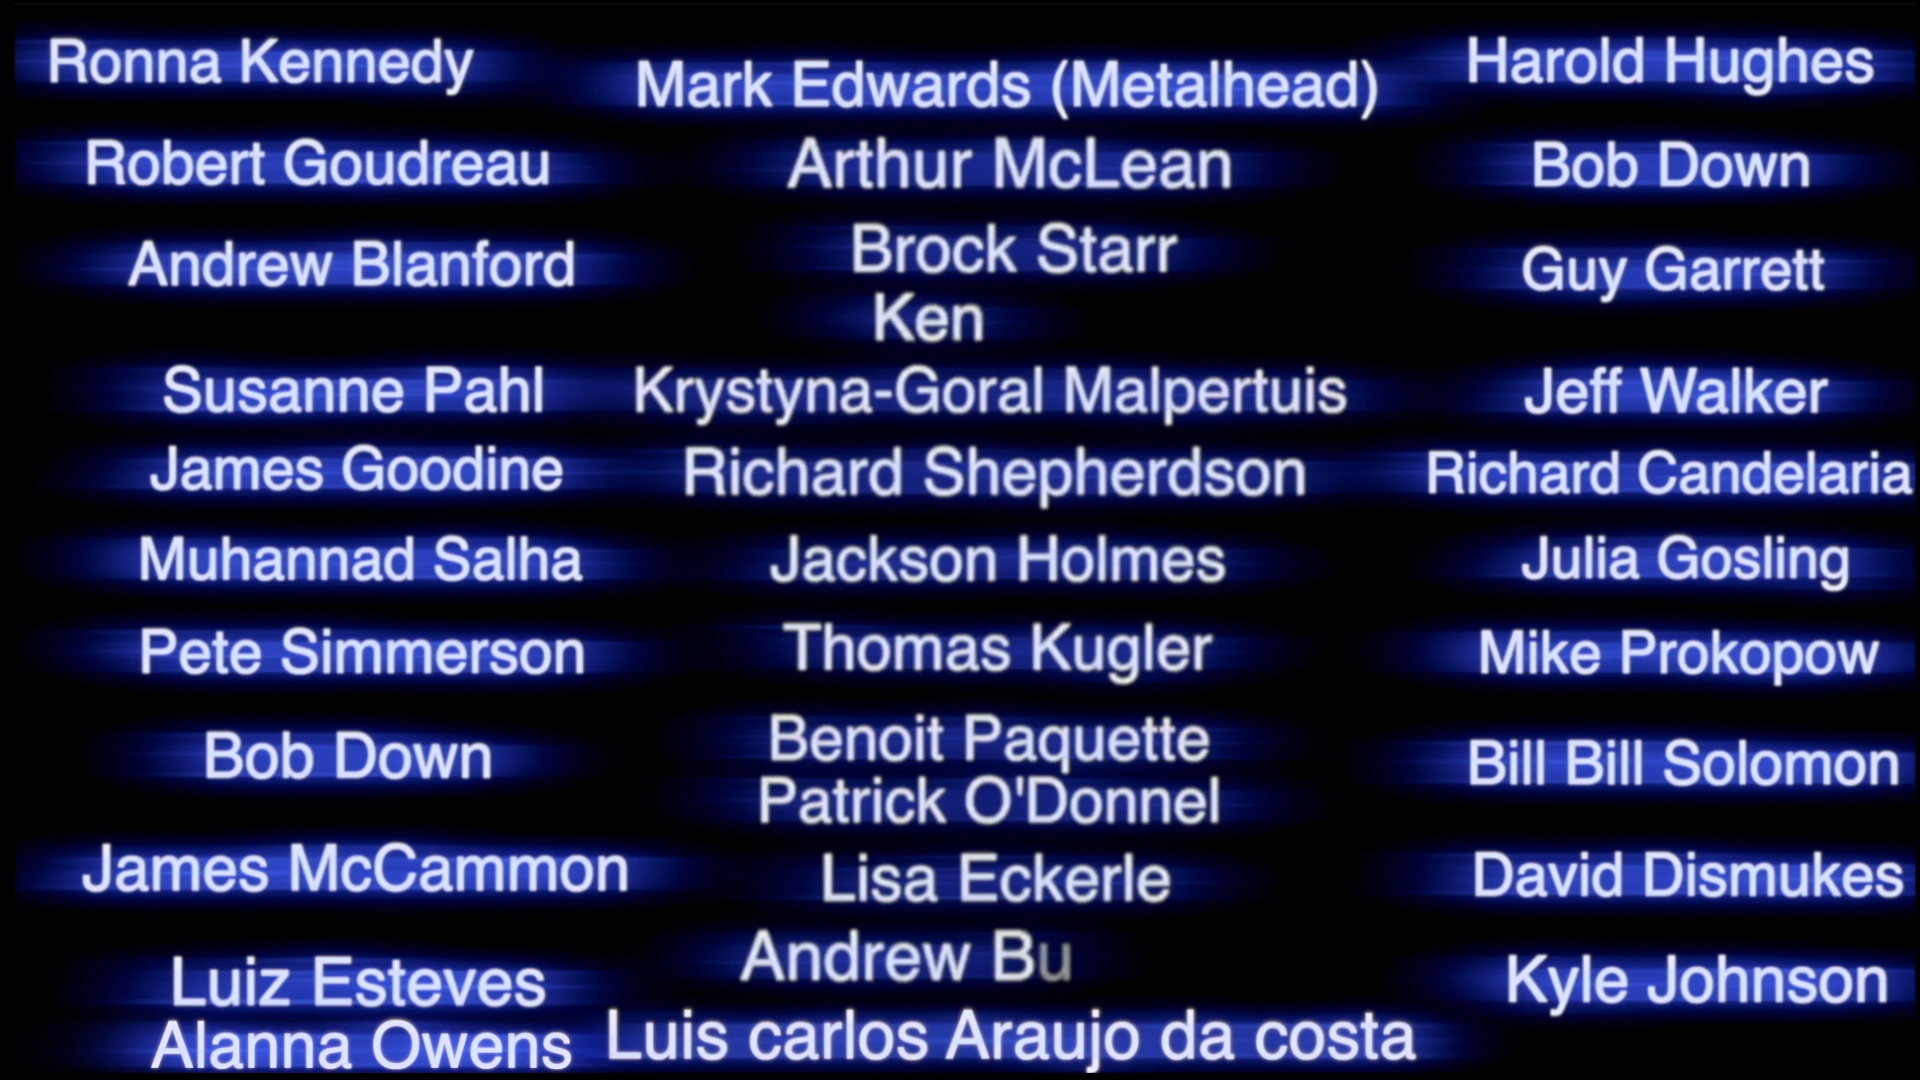 Ronna Kennedy
Robert Goudreau
Andrew Blanford
Susanne Pahl
James Goodine
Muhannad Salha
Pete Simmerson
Bob Down
James McCammon
Luiz Esteves
Alanna Owens
Mark Edwards (Metalhead)
Arthur McLean
Brock Starr
Ken
Krystyna-Goral Malpertuis
Richard Shepherdson
Jackson Holmes
Thomas Kugler
Benoit Paquette
Patrick O'Donnel
Lisa Eckerle
Andrew Bu
Luis carlos Araujo da costa
Harold Hughes
Bob Down
Guy Garrett
Jeff Walker
Richard Candelaria
Julia Gosling
Mike Prokopow
Bill Bill Solomon
David Dismukes
Kyle Johnson